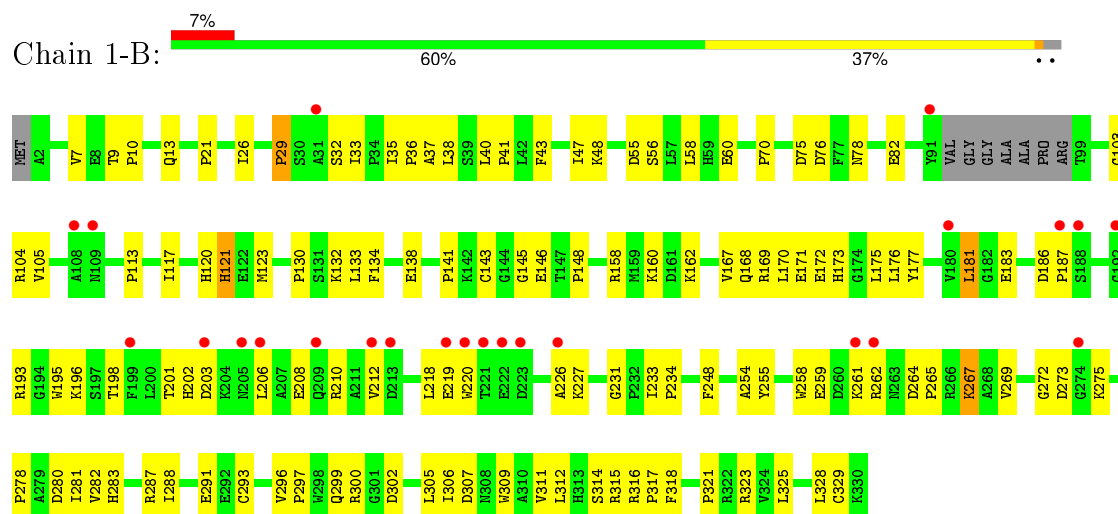 7%
Chain 1-B:
60% 37% • •
MET A2 V7 E8 T9 P10 Q13 P21 I26 P29 S30 A31 S32 I33 P34 I35 P36 A37 L38 S39 L40 P41 L42 F43 I47 K48 D55 S56 L57 L58 H59 E60 P70 D75 D76 F77 N78 E82 Y91 VAL GLY GLY ALA ALA PRO ARG T99 G103
R104 V105 A108 N109 P113 I117 H120 H121 E122 M123 P130 S131 K132 L133 F134 E138 P141 K142 C143 G144 G145 E146 T147 P148 R158 M159 K160 D161 K162 V167 Q168 R169 L170 E171 E172 H173 G174 L175 L176 Y177 V180 L181 G182 E183 D186 P187 S188 G192
R193 G194 W195 K196 S197 T198 F199 L200 T201 H202 D203 K204 N205 L206 A207 E208 Q209 R210 A211 V212 D213 L218 E219 W220 T221 E222 D223 A226 K227 G231 P232 I233 P234 F248 A254 Y255 W258 E259 D260 K261 R262 N263 D264 P265 R266 K267 A268 V269 G272 D273 G274 K275
P278 A279 D280 I281 V282 H283 R287 I288 E291 E292 C293 V296 P297 W298 Q299 R300 G301 D302 L305 I306 D307 N308 W309 A310 V311 L312 H313 S314 R315 R316 P317 F318 P321 R322 R323 V324 L325 L328 C329 K330